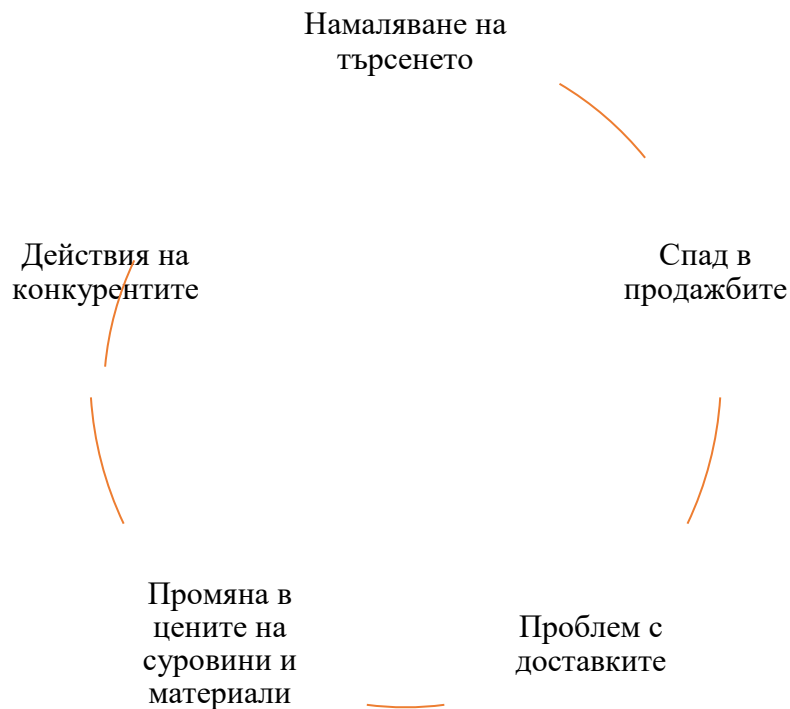 Намаляване на
търсенето
Спад в
продажбите
Проблем с
доставките
Промяна в
цените на
суровини и
материали
Действия на
конкурентите